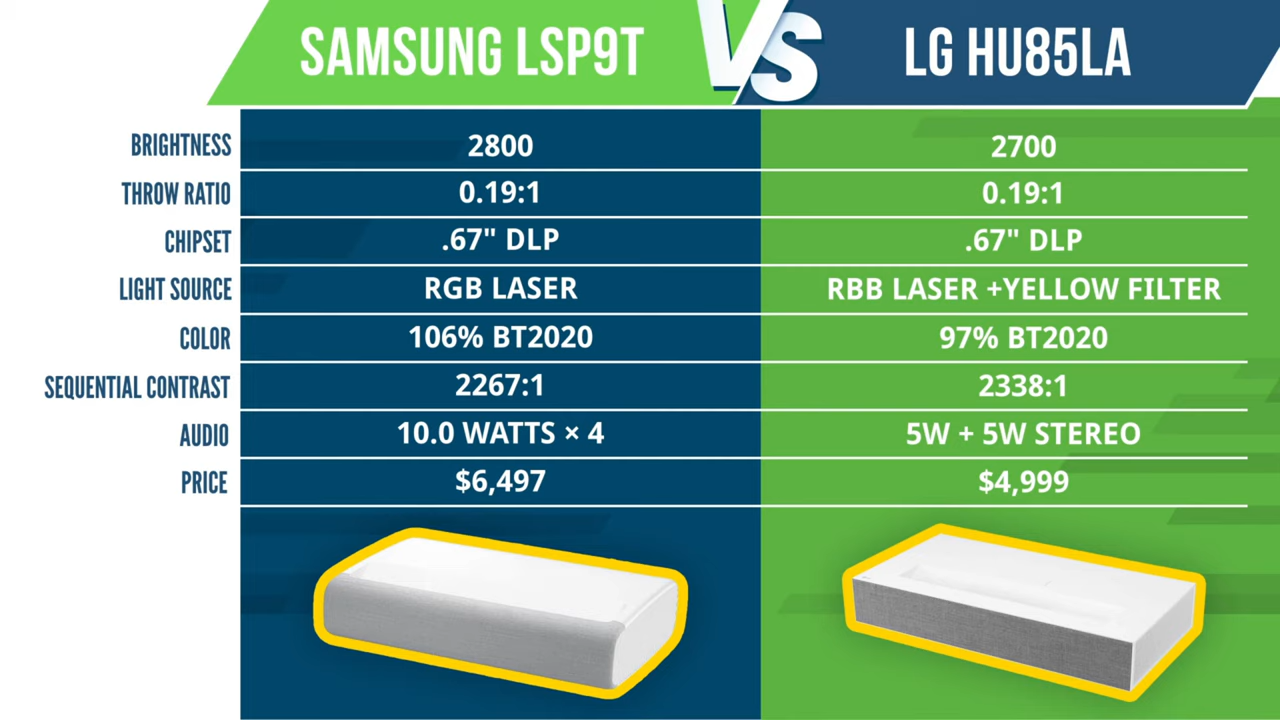 SAMSUNG LSP9T VS LG HU85LA
BRIGHTNESS 2800 2700
THROW RATIO 0.19:1 0.19:1
CHIPSET .67" DLP .67" DLP
LIGHT SOURCE RGB LASER RBB LASER +YELLOW FILTER
COLOR 106% BT2020 97% BT2020
SEQUENTIAL CONTRAST 2267:1 2338:1
AUDIO 10.0 WATTS × 4 5W + 5W STEREO
PRICE $6,497 $4,999